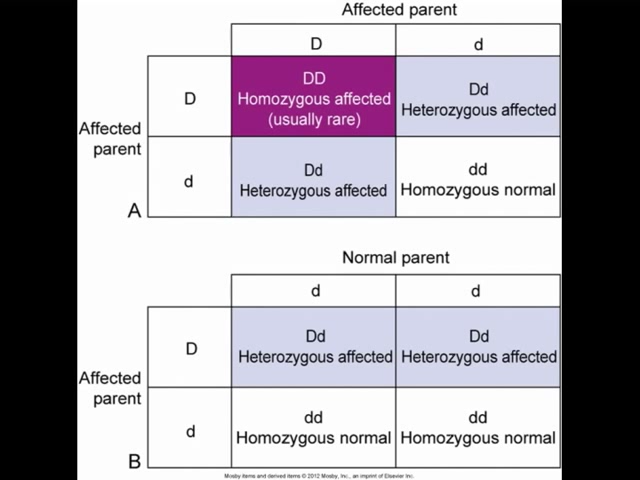 Affected parent
D d
DD
Homozygous affected
(usually rare)
Dd
Heterozygous affected
D
Affected
parent
d
Dd
Heterozygous affected
dd
Homozygous normal
A
Normal parent
d d
D
Dd
Heterozygous affected
Dd
Heterozygous affected
Affected
parent
d
dd
Homozygous normal
dd
Homozygous normal
B
Mosby items and derived items © 2012 Mosby, Inc., an imprint of Elsevier Inc.